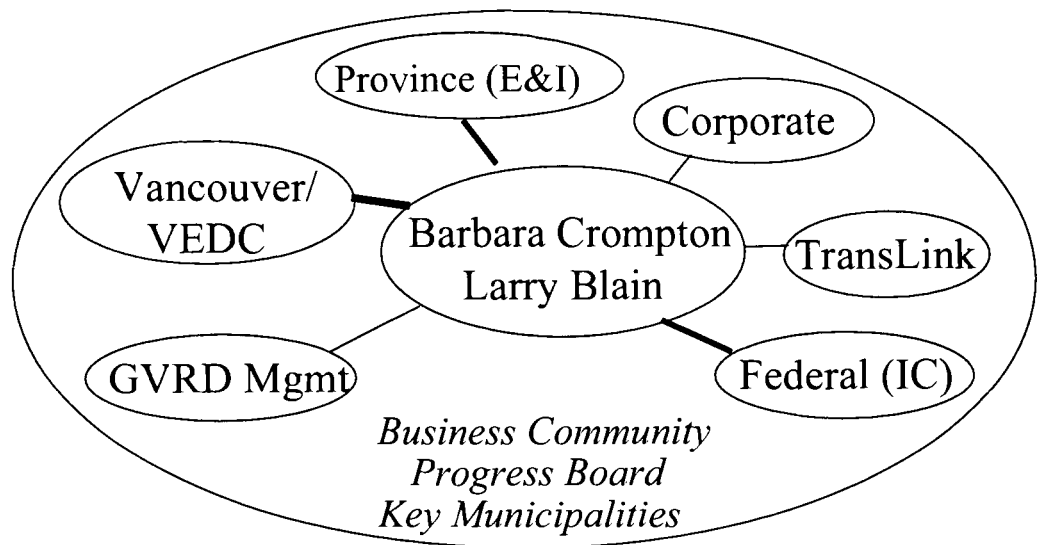 Province (E&I)
Corporate
Vancouver/
VEDC
Barbara Crompton
Larry Blain
TransLink
GVRD Mgmt
Federal (IC)
Business Community
Progress Board
Key Municipalities